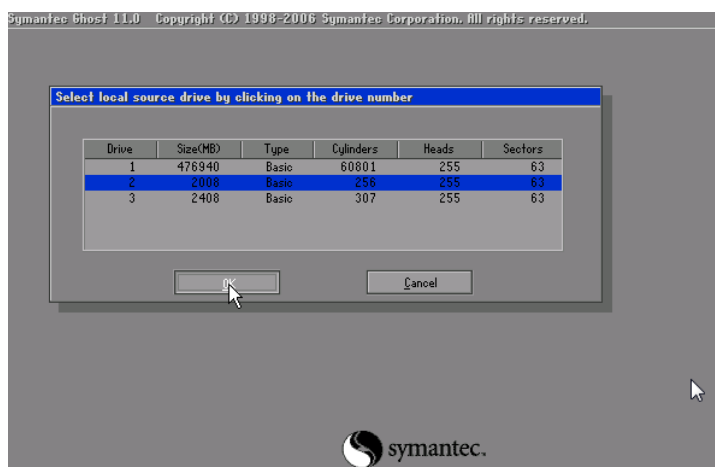 Symantec Ghost 11.0 Copyright (C) 1998-2006 Symantec Corporation. All rights reserved.
Select local source drive by clicking on the drive number
Drive Size(MB) Type Cylinders Heads Sectors
1 476940 Basic 60801 255 63
2 2008 Basic 256 255 63
3 2408 Basic 307 255 63
OK Cancel
symantec.